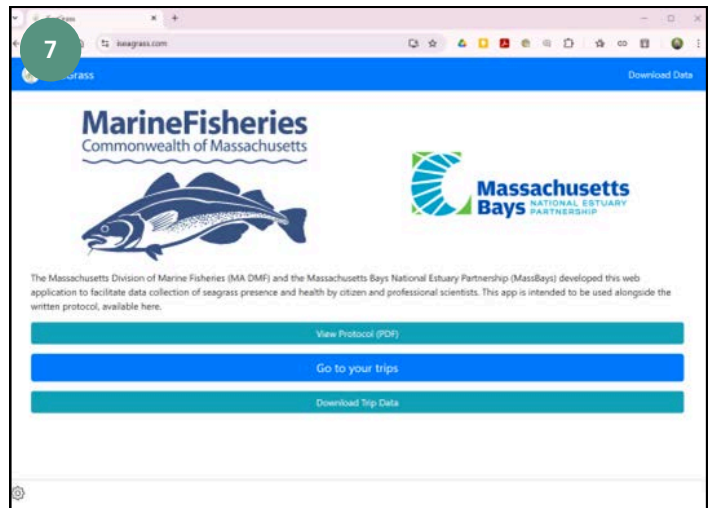 7
iseagrass.com
Grass
Download Data
MarineFisheries
Commonwealth of Massachusetts
Massachusetts
Bays NATIONAL ESTUARY
PARTNERSHIP
The Massachusetts Division of Marine Fisheries (MA DMF) and the Massachusetts Bays National Estuary Partnership (MassBays) developed this web
application to facilitate data collection of seagrass presence and health by citizen and professional scientists. This app is intended to be used alongside the
written protocol, available here.
View Protocol (PDF)
Go to your trips
Download Trip Data